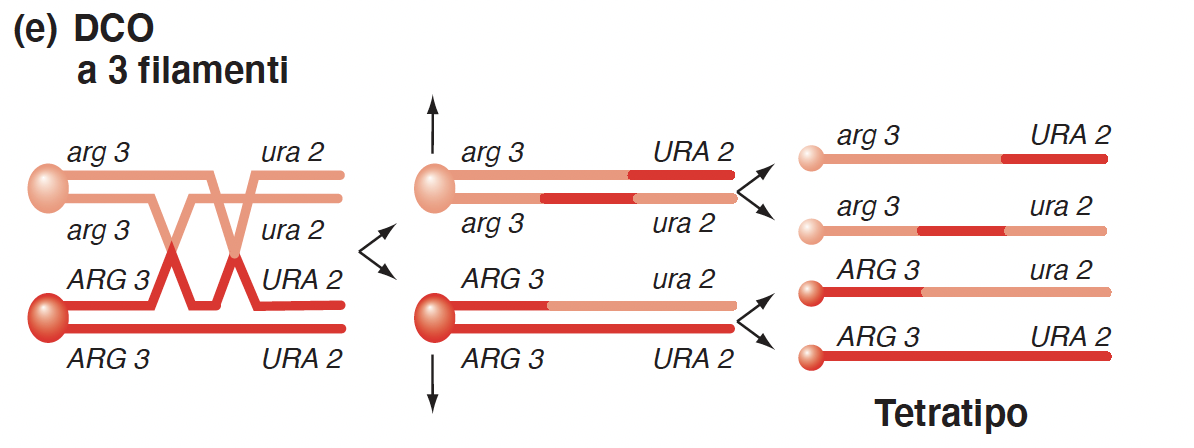 (e) DCO
a 3 filamenti
arg 3 ura 2
arg 3 ura 2
ARG 3 URA 2
ARG 3 URA 2
arg 3 URA 2
arg 3 ura 2
ARG 3 ura 2
ARG 3 URA 2
arg 3 URA 2
arg 3 ura 2
ARG 3 ura 2
ARG 3 URA 2
Tetratipo